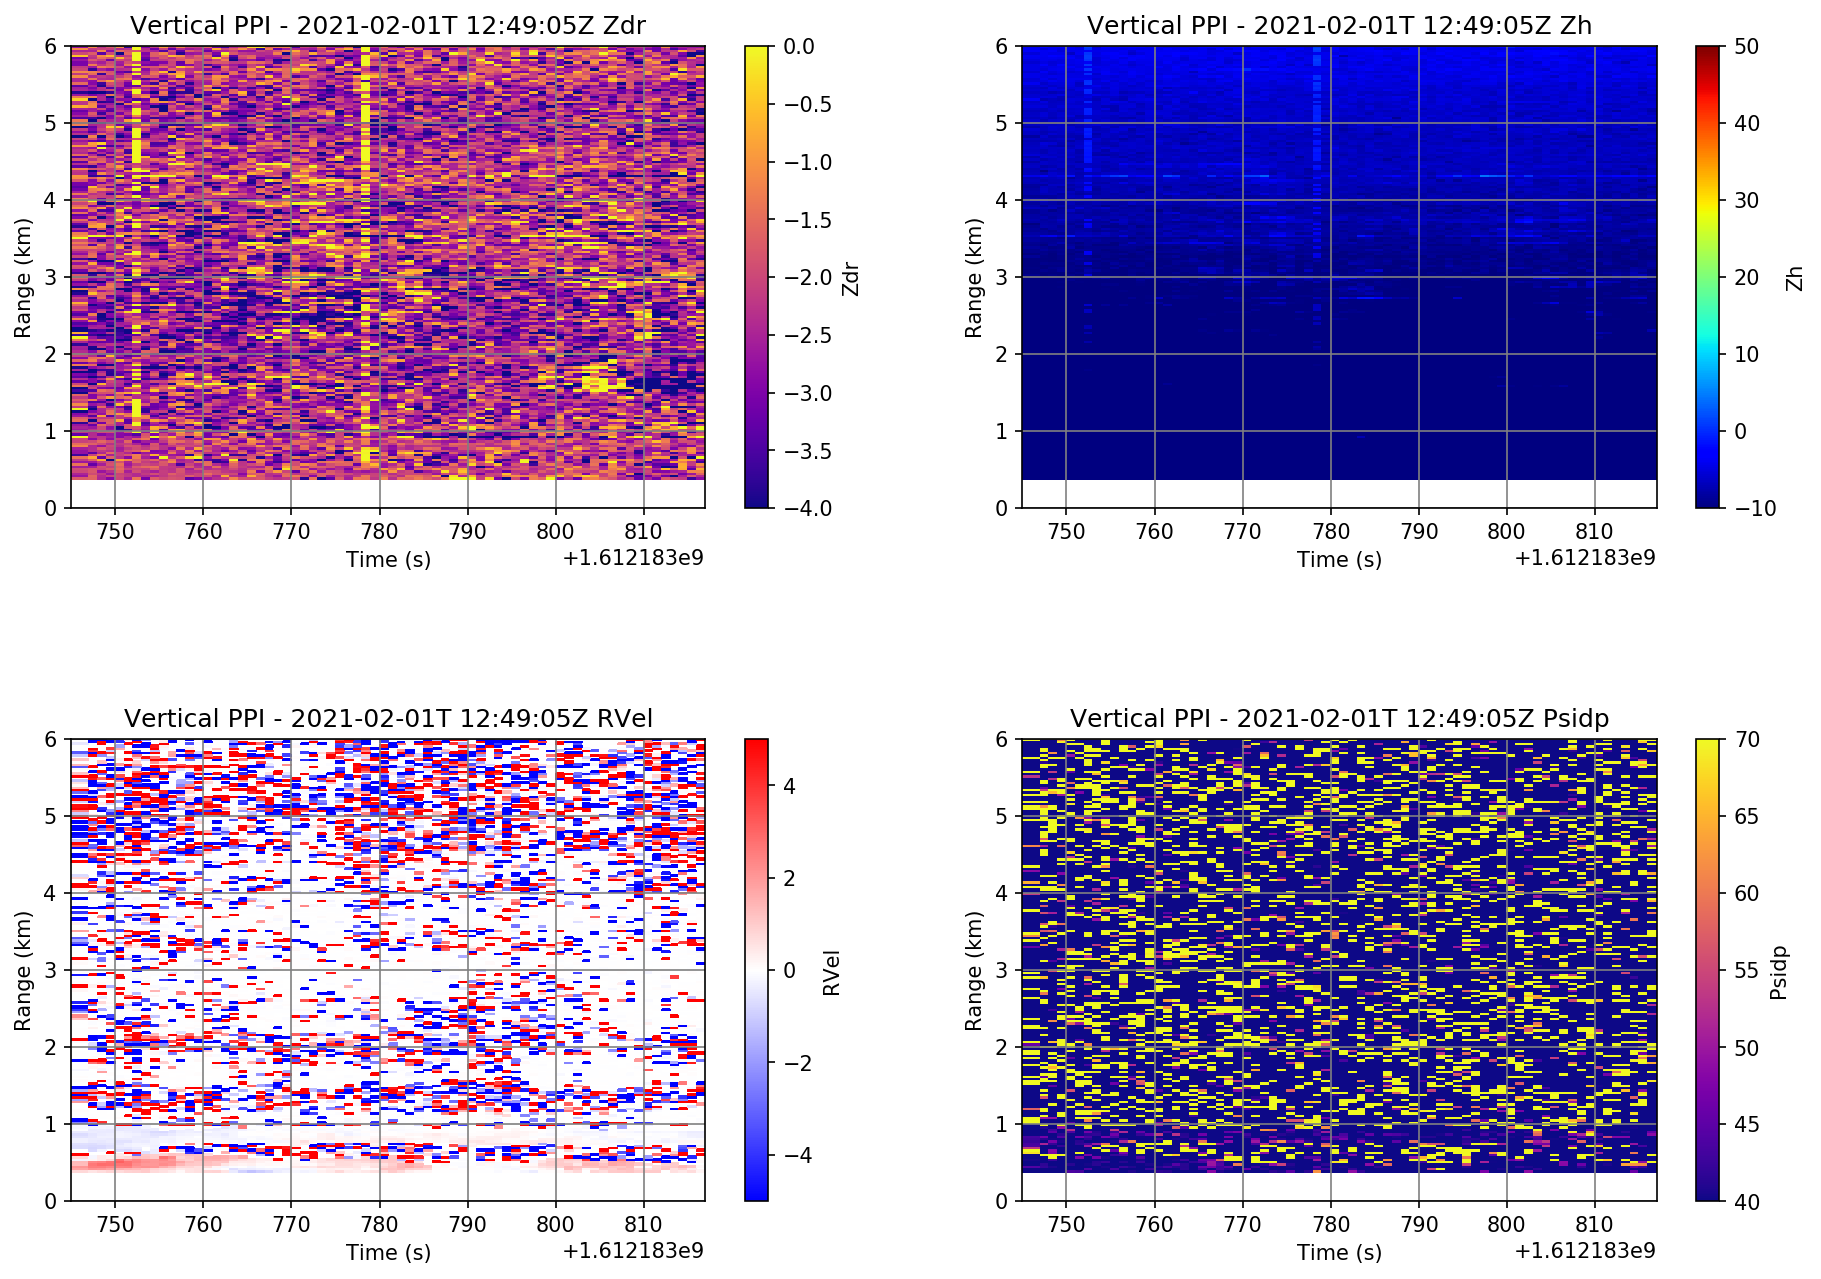 Vertical PPI - 2021-02-01T 12:49:05Z Zdr
6
5
4
3
2
1
0
Range (km)
750 760 770 780 790 800 810
Time (s)
+1.612183e9
0.0
−0.5
−1.0
−1.5
−2.0
−2.5
−3.0
−3.5
−4.0
Zdr
Vertical PPI - 2021-02-01T 12:49:05Z Zh
6
5
4
3
2
1
0
Range (km)
750 760 770 780 790 800 810
Time (s)
+1.612183e9
50
40
30
20
10
0
−10
Zh
Vertical PPI - 2021-02-01T 12:49:05Z RVel
6
5
4
3
2
1
0
Range (km)
750 760 770 780 790 800 810
Time (s)
+1.612183e9
4
2
0
−2
−4
RVel
Vertical PPI - 2021-02-01T 12:49:05Z Psidp
6
5
4
3
2
1
0
Range (km)
750 760 770 780 790 800 810
Time (s)
+1.612183e9
70
65
60
55
50
45
40
Psidp